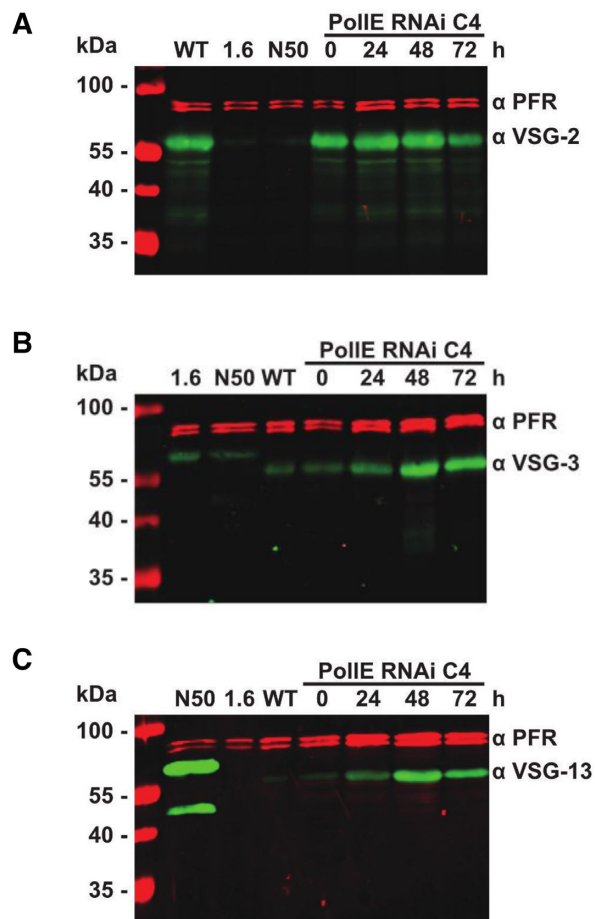 A
PolIE RNAi C4
kDa WT 1.6 N50 0 24 48 72 h
100 -
α PFR
α VSG-2
55 -
40 -
35 -
B
PolIE RNAi C4
kDa 1.6 N50 WT 0 24 48 72 h
100 -
α PFR
α VSG-3
55 -
40 -
35 -
C
PolIE RNAi C4
kDa N50 1.6 WT 0 24 48 72 h
100 -
α PFR
α VSG-13
55 -
40 -
35 -